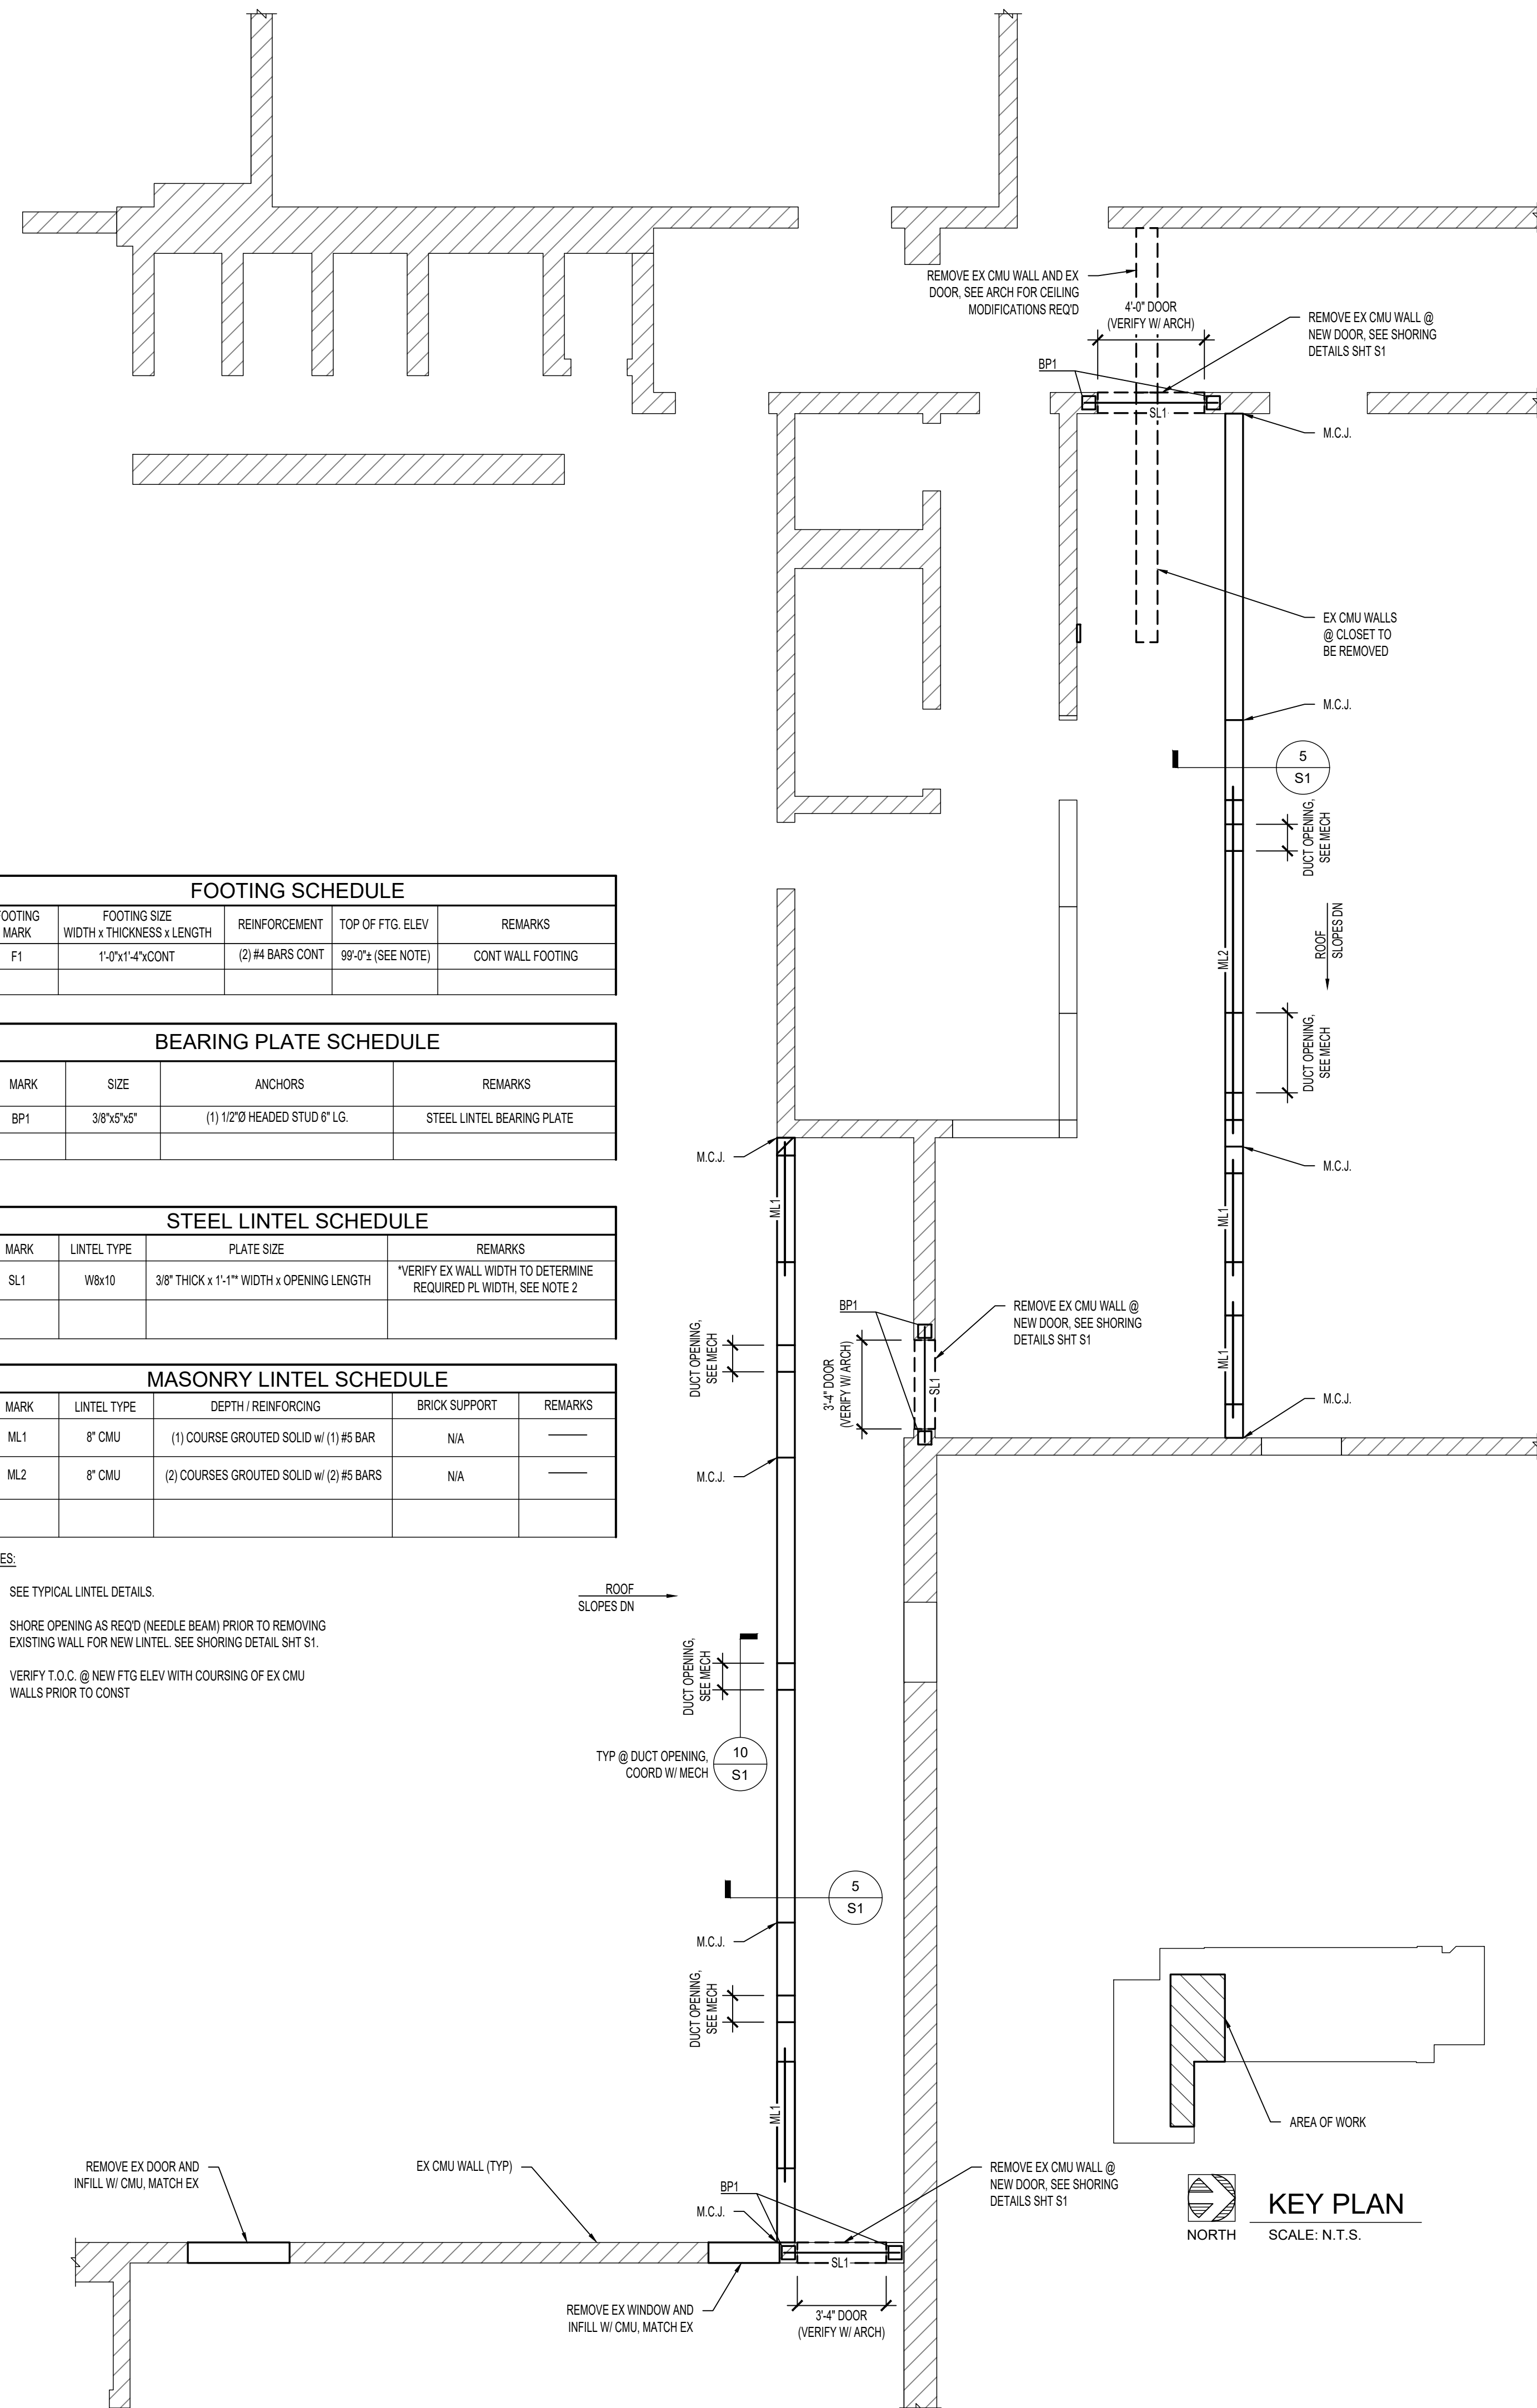 REMOVE EX CMU WALL AND EX
DOOR, SEE ARCH FOR CEILING
MODIFICATIONS REQ'D
4'-0" DOOR
(VERIFY W/ ARCH)
REMOVE EX CMU WALL @
NEW DOOR, SEE SHORING
DETAILS SHT S1
BP1
SL1
M.C.J.
EX CMU WALLS
@ CLOSET TO
BE REMOVED
M.C.J.
5
S1
DUCT OPENING,
SEE MECH
ROOF
SLOPES DN
ML2
DUCT OPENING,
SEE MECH
M.C.J.
ML1
ML1
M.C.J.
FOOTING SCHEDULE
FOOTING SIZE
MARK
WIDTH x THICKNESS x LENGTH
REINFORCEMENT
TOP OF FTG. ELEV
REMARKS
F1
1'-0"x1'-4"xCONT
(2) #4 BARS CONT
99'-0"± (SEE NOTE)
CONT WALL FOOTING
BEARING PLATE SCHEDULE
MARK
SIZE
ANCHORS
REMARKS
BP1
3/8"x5"x5"
(1) 1/2"Ø HEADED STUD 6" LG.
STEEL LINTEL BEARING PLATE
STEEL LINTEL SCHEDULE
MARK
LINTEL TYPE
PLATE SIZE
REMARKS
SL1
W8x10
3/8" THICK x 1'-1"* WIDTH x OPENING LENGTH
*VERIFY EX WALL WIDTH TO DETERMINE
REQUIRED PL WIDTH, SEE NOTE 2
MASONRY LINTEL SCHEDULE
MARK
LINTEL TYPE
DEPTH / REINFORCING
BRICK SUPPORT
REMARKS
ML1
8" CMU
(1) COURSE GROUTED SOLID w/ (1) #5 BAR
N/A
ML2
8" CMU
(2) COURSES GROUTED SOLID w/ (2) #5 BARS
N/A
SEE TYPICAL LINTEL DETAILS.
SHORE OPENING AS REQ'D (NEEDLE BEAM) PRIOR TO REMOVING
EXISTING WALL FOR NEW LINTEL. SEE SHORING DETAIL SHT S1.
VERIFY T.O.C. @ NEW FTG ELEV WITH COURSING OF EX CMU
WALLS PRIOR TO CONST
M.C.J.
ML1
DUCT OPENING,
SEE MECH
BP1
3'-4" DOOR
(VERIFY W/ ARCH)
SL1
REMOVE EX CMU WALL @
NEW DOOR, SEE SHORING
DETAILS SHT S1
M.C.J.
ROOF
SLOPES DN
DUCT OPENING,
SEE MECH
TYP @ DUCT OPENING,
COORD W/ MECH
10
S1
5
S1
M.C.J.
DUCT OPENING,
SEE MECH
ML1
REMOVE EX DOOR AND
INFILL W/ CMU, MATCH EX
EX CMU WALL (TYP)
BP1
M.C.J.
REMOVE EX CMU WALL @
NEW DOOR, SEE SHORING
DETAILS SHT S1
SL1
REMOVE EX WINDOW AND
INFILL W/ CMU, MATCH EX
3'-4" DOOR
(VERIFY W/ ARCH)
AREA OF WORK
NORTH
KEY PLAN
SCALE: N.T.S.